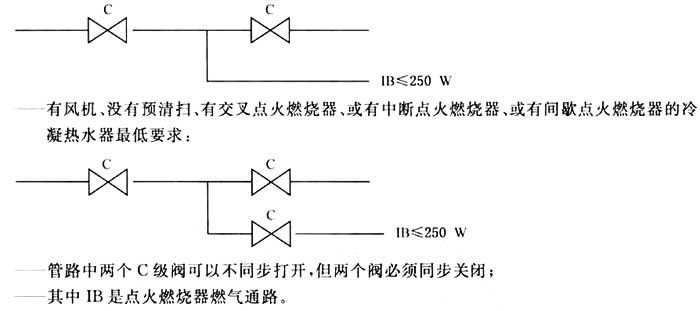 C C
IB≤250 W
——有风机、没有预清扫、有交叉点火燃烧器、或有中断点火燃烧器、或有间歇点火燃烧器的冷
凝热水器最低要求:
C C
C
IB≤250 W
——管路中两个 C 级阀可以不同步打开,但两个阀必须同步关闭;
——其中 IB 是点火燃烧器燃气通路。